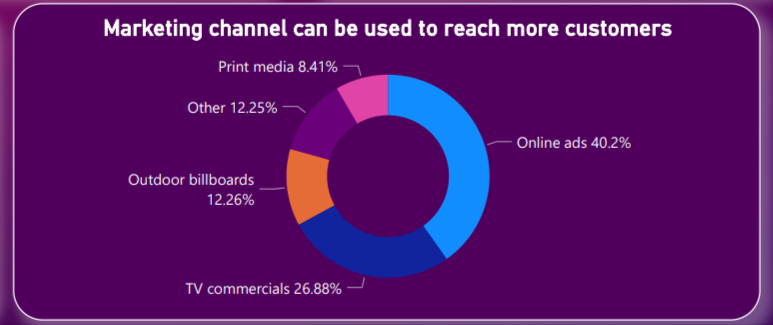 Marketing channel can be used to reach more customers
Print media 8.41%
Other 12.25%
Online ads 40.2%
Outdoor billboards
12.26%
TV commercials 26.88%